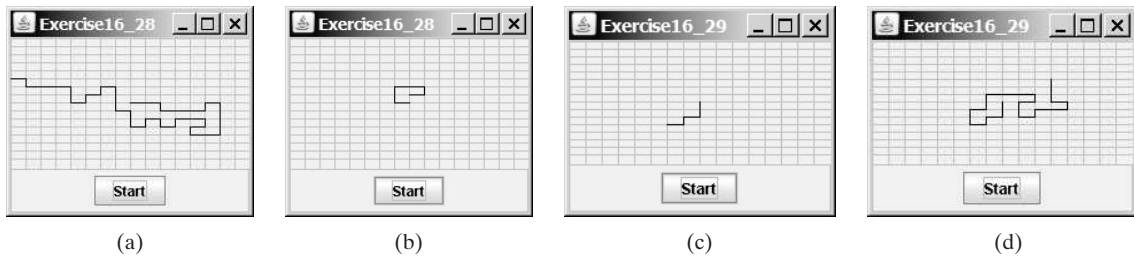 Exercise16_28
Exercise16_28
Exercise16_29
Exercise16_29
Start
Start
Start
Start
(a)
(b)
(c)
(d)